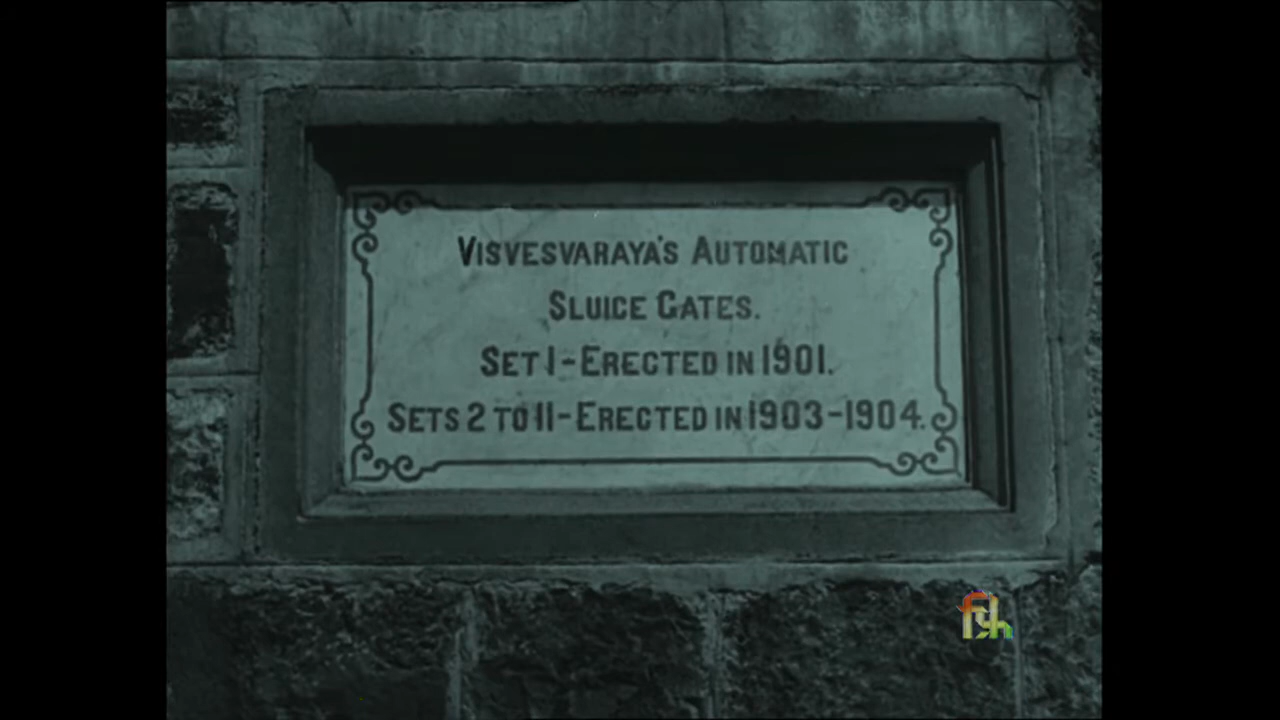 VISVESVARAYA'S AUTOMATIC
SLUICE GATES.
SET 1-ERECTED IN 1901.
SETS 2 TO 11-ERECTED IN 1903-1904.